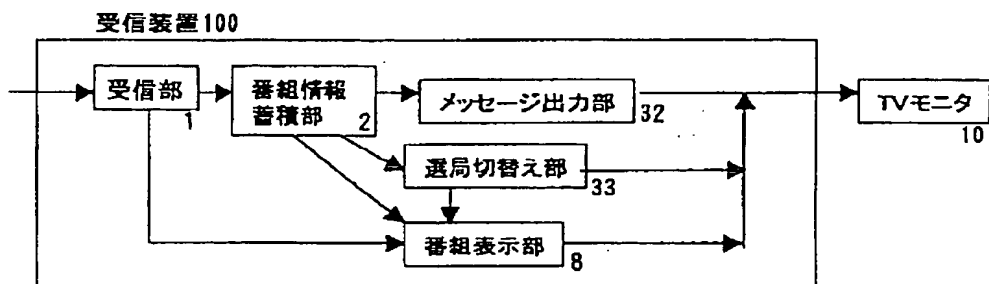 受信装置100
受信部
1
番組情報
蓄積部
2
メッセージ出力部
32
TVモニタ
10
選局切替え部
33
番組表示部
8